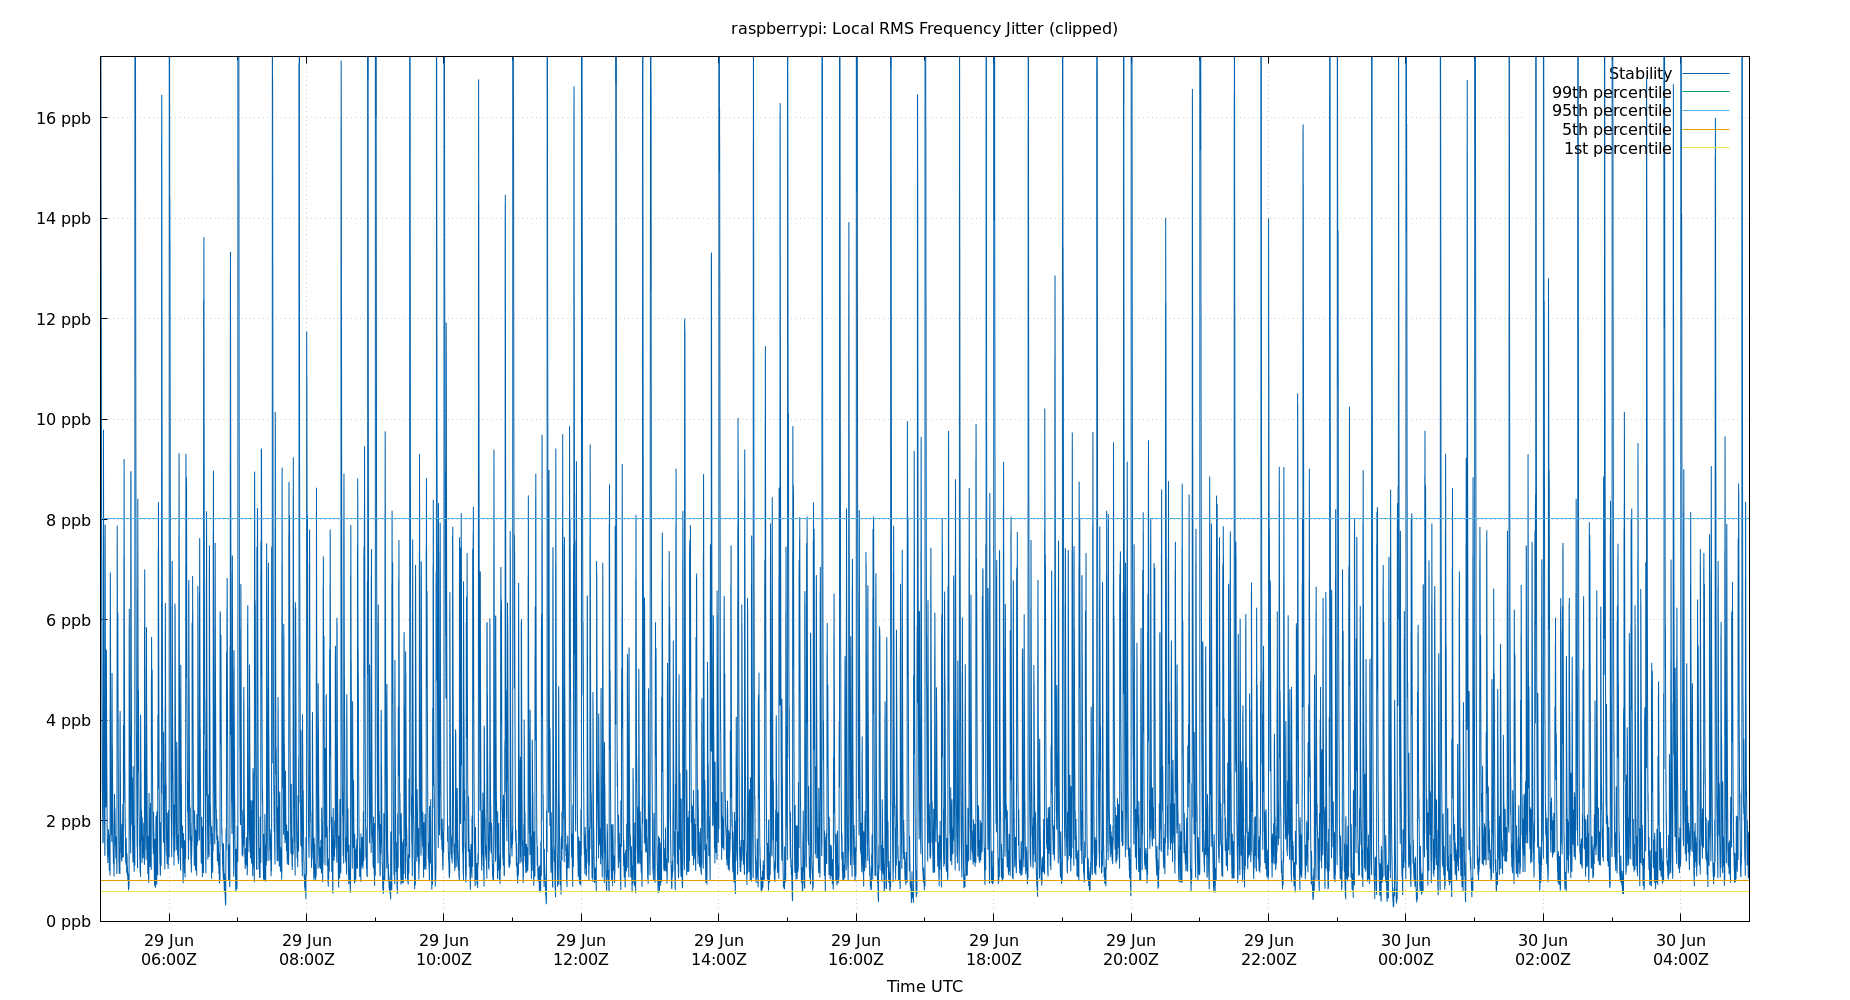 raspberrypi: Local RMS Frequency Jitter (clipped)
Stability
99th percentile
95th percentile
5th percentile
1st percentile
16 ppb
14 ppb
12 ppb
10 ppb
8 ppb
6 ppb
4 ppb
2 ppb
0 ppb
29 Jun 29 Jun 29 Jun 29 Jun 29 Jun 29 Jun 29 Jun 29 Jun 29 Jun 30 Jun 30 Jun 30 Jun
06:00Z 08:00Z 10:00Z 12:00Z 14:00Z 16:00Z 18:00Z 20:00Z 22:00Z 00:00Z 02:00Z 04:00Z
Time UTC